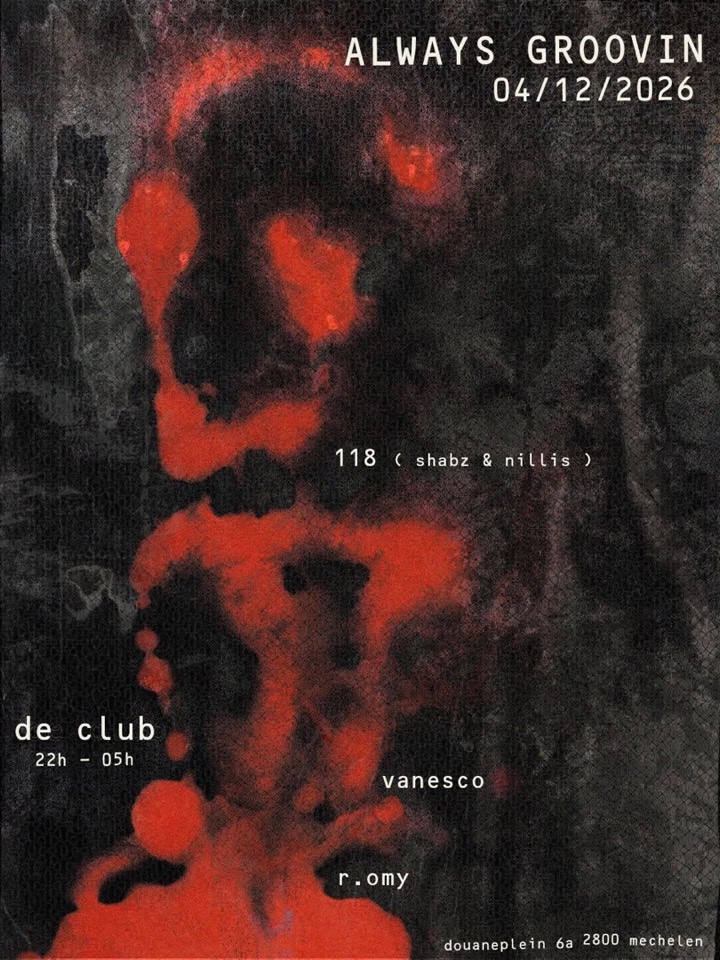 ALWAYS GROOVIN
04/12/2026
118 ( shabz & nillis )
de club
22h - 05h
vanesco
r.omy
douaneplein 6a 2800 mechelen